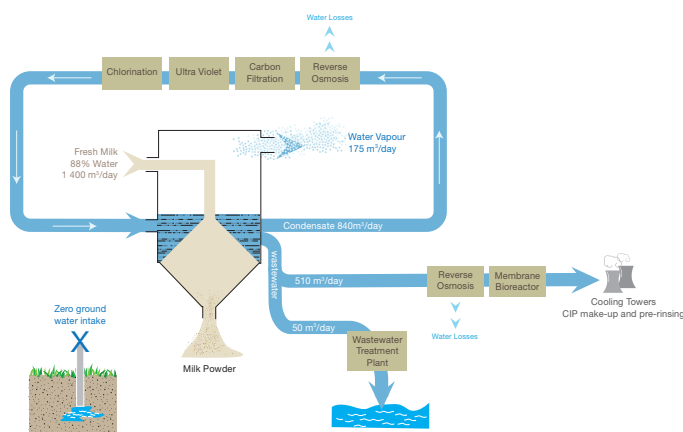 Water Losses
Chlorination
Ultra Violet
Carbon
Filtration
Reverse
Osmosis
Fresh Milk
88% Water
1 400 m³/day
Water Vapour
175 m³/day
Condensate 840m³/day
wastewater
510 m³/day
Reverse
Osmosis
Membrane
Bioreactor
Cooling Towers
CIP make-up and pre-rinsing
Water Losses
50 m³/day
Wastewater
Treatment
Plant
Zero ground
water intake
Milk Powder